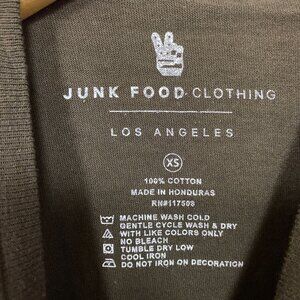 JUNK FOOD CLOTHING
LOS ANGELES
XS
100% COTTON
MADE IN HONDURAS
RN#117508
MACHINE WASH COLD
GENTLE CYCLE WASH & DRY
WITH LIKE COLORS ONLY
NO BLEACH
TUMBLE DRY LOW
COOL IRON
DO NOT IRON ON DECORATION